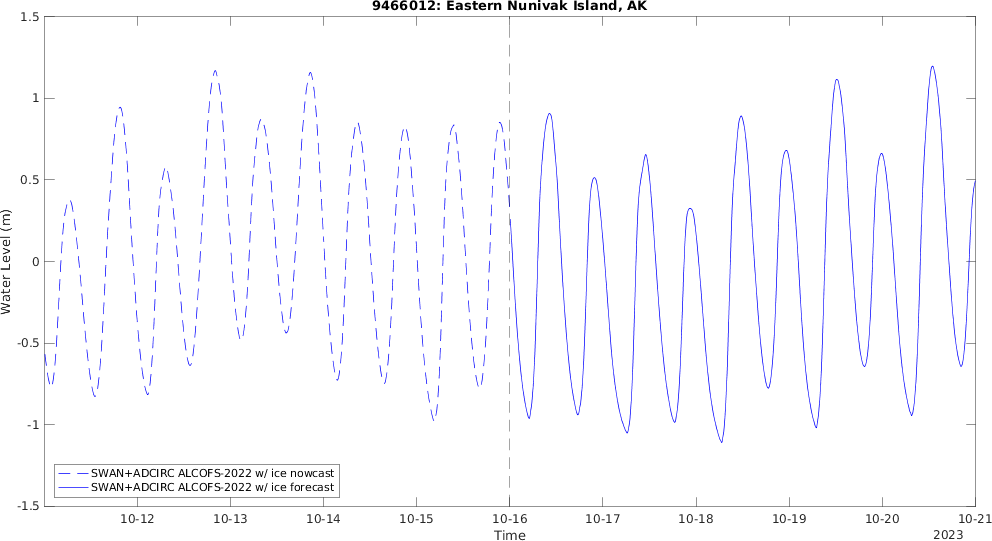 9466012: Eastern Nunivak Island, AK
1.5
1
0.5
0
-0.5
-1
-1.5
Water Level (m)
SWAN+ADCIRC ALCOFS-2022 w/ ice nowcast
SWAN+ADCIRC ALCOFS-2022 w/ ice forecast
10-12 10-13 10-14 10-15 10-16 10-17 10-18 10-19 10-20 10-21
Time
2023